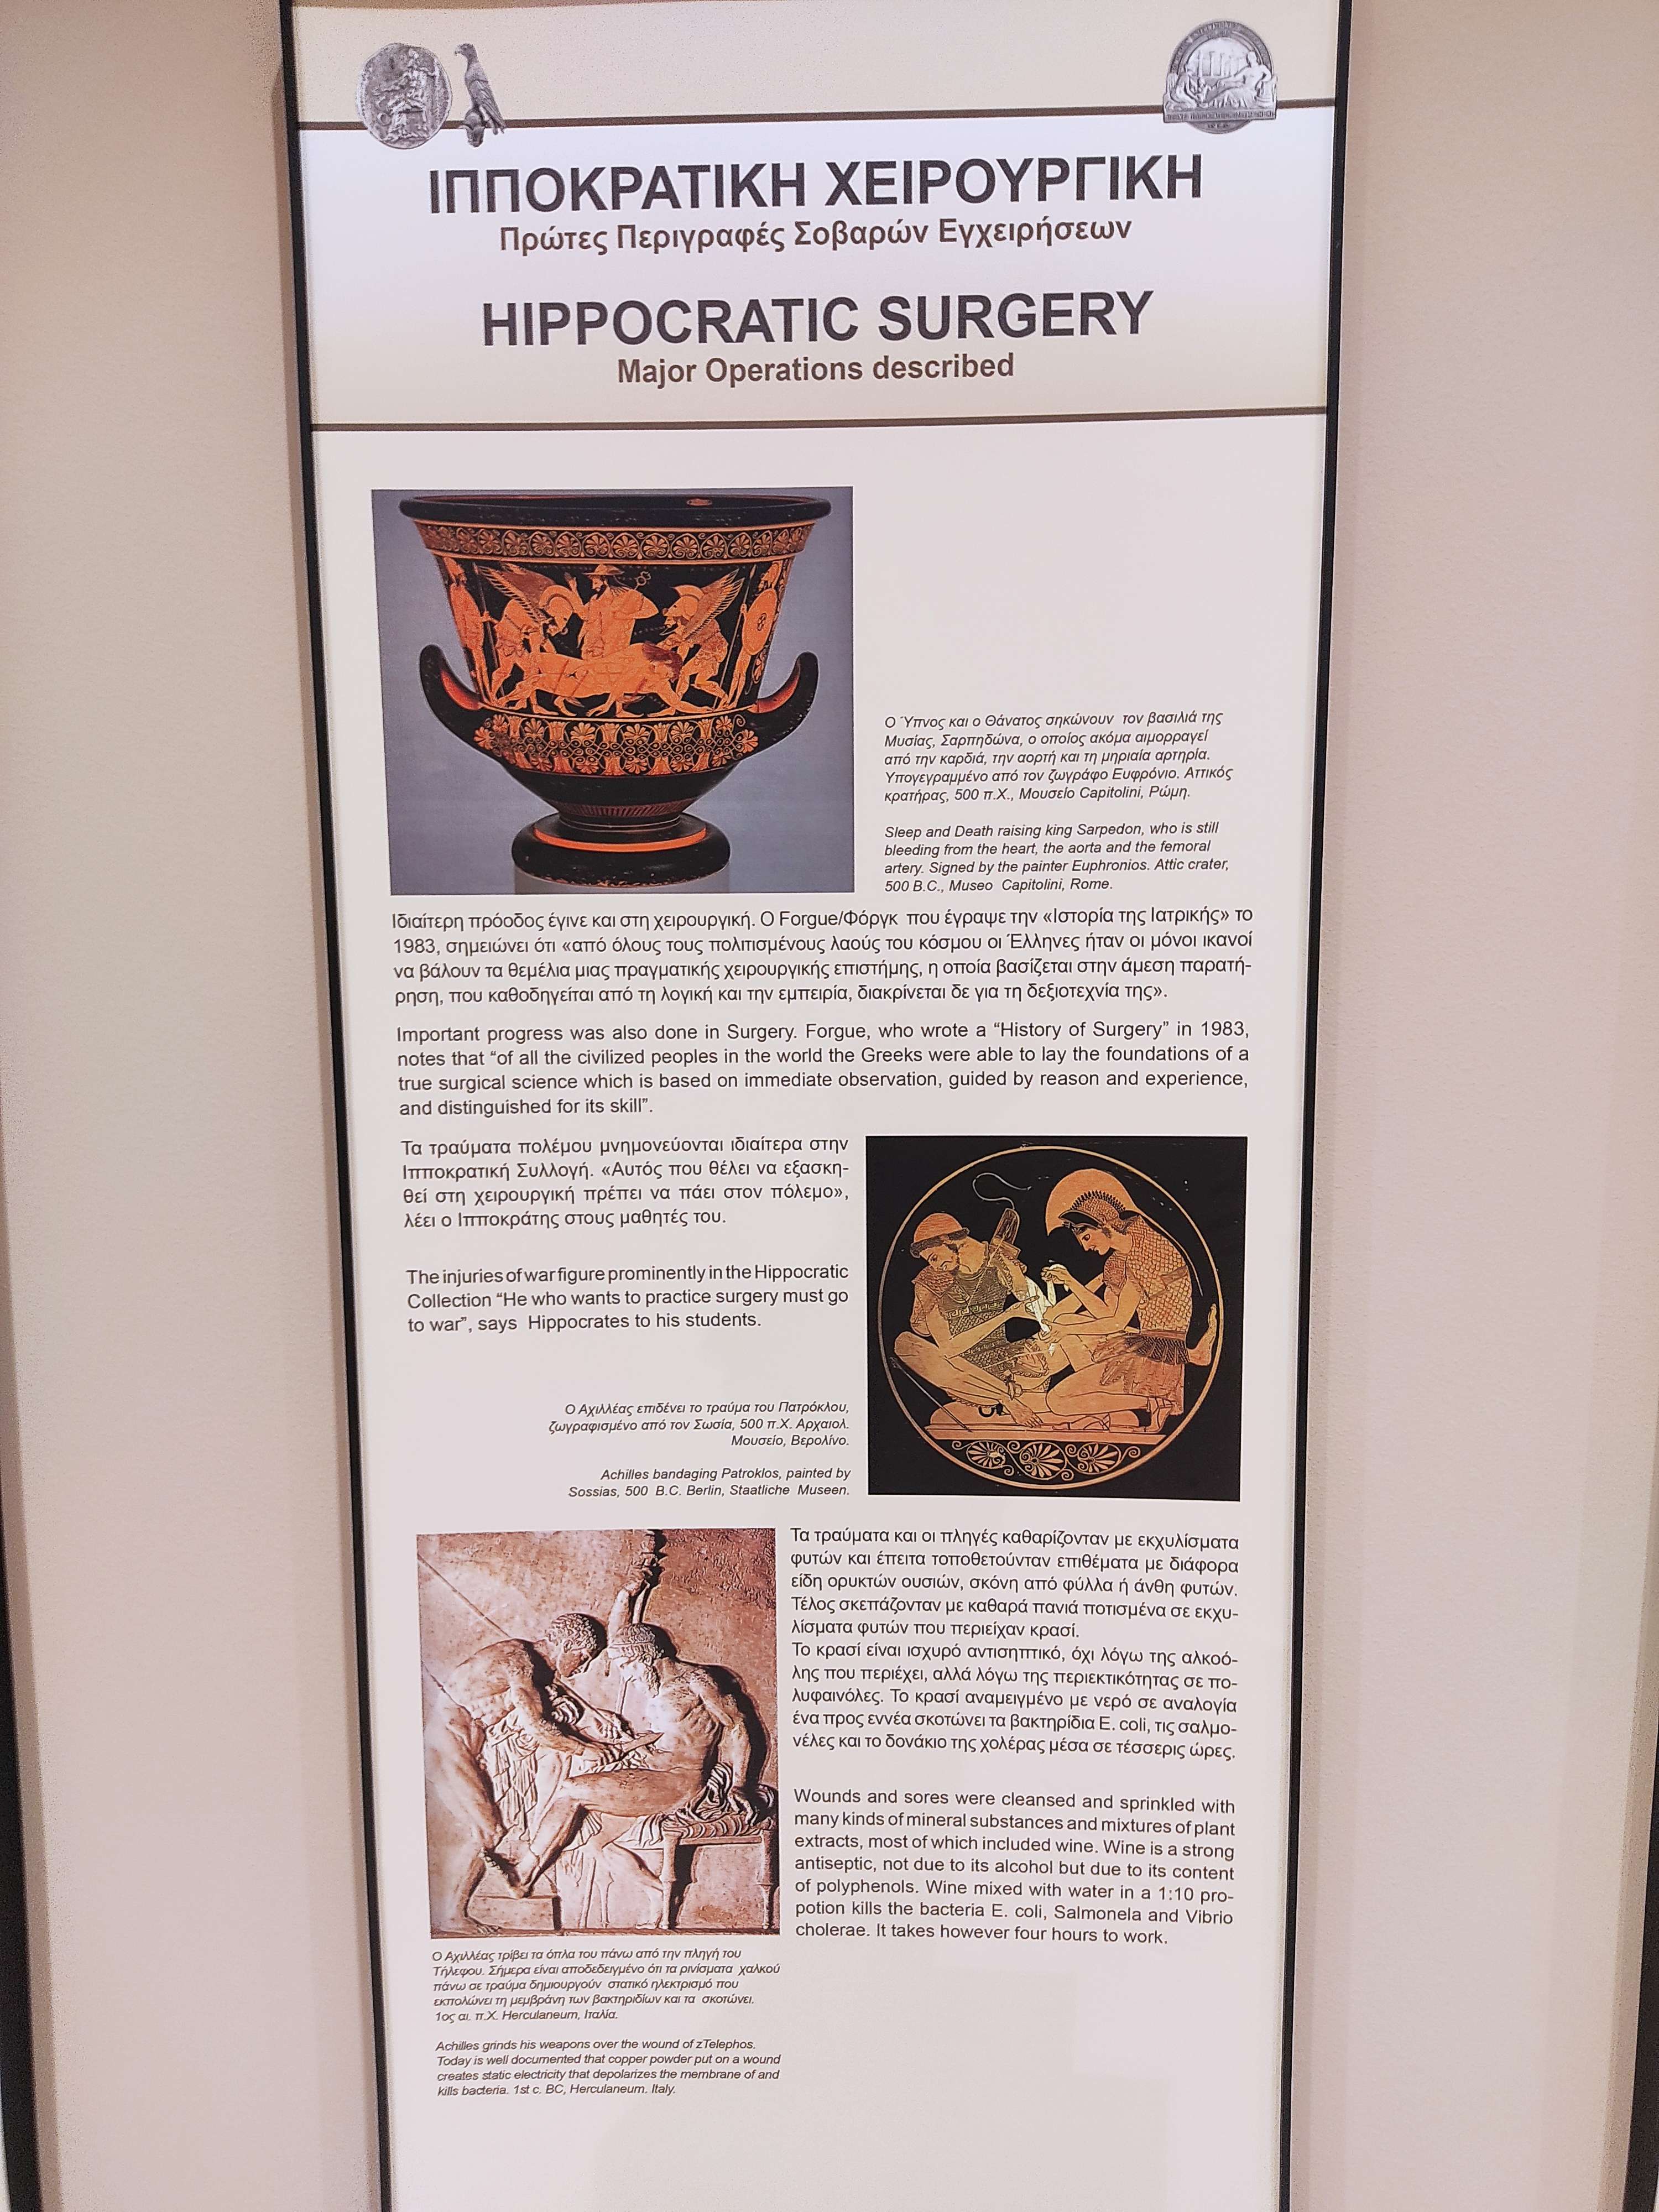 ΙΠΠΟΚΡΑΤΙΚΗ ΧΕΙΡΟΥΡΓΙΚΗ
Πρώτες Περιγραφές Σοβαρών Εγχειρήσεων
HIPPOCRATIC SURGERY
Major Operations described
Ο Ύπνος και ο Θάνατος σηκώνουν τον βασιλιά της
Μυσίας, Σαρπηδώνα, ο οποίος ακόμα αιμορραγεί
από την καρδιά, την αορτή και τη μηριαία αρτηρία.
Υπογεγραμμένο από τον ζωγράφο Ευφρόνιο. Αττικός
κρατήρας, 500 π.Χ., Μουσείο Capitolini, Ρώμη.
Sleep and Death raising king Sarpedon, who is still
bleeding from the heart, the aorta and the femoral
artery. Signed by the painter Euphronios. Attic crater,
500 B.C., Museo Capitolini, Rome.
Ιδιαίτερη πρόοδος έγινε και στη χειρουργική. Ο Forgue/Φόργκ που έγραψε την «Ιστορία της Ιατρικής» το
1983, σημειώνει ότι «από όλους τους πολιτισμένους λαούς του κόσμου οι Έλληνες ήταν οι μόνοι ικανοί
να βάλουν τα θεμέλια μιας πραγματικής χειρουργικής επιστήμης, η οποία βασίζεται στην άμεση παρατή-
ρηση, που καθοδηγείται από τη λογική και την εμπειρία, διακρίνεται δε για τη δεξιοτεχνία της».
Important progress was also done in Surgery. Forgue, who wrote a “History of Surgery” in 1983,
notes that “of all the civilized peoples in the world the Greeks were able to lay the foundations of a
true surgical science which is based on immediate observation, guided by reason and experience,
and distinguished for its skill”.
Τα τραύματα πολέμου μνημονεύονται ιδιαίτερα στην
Ιπποκρατική Συλλογή. «Αυτός που θέλει να εξασκη-
θεί στη χειρουργική πρέπει να πάει στον πόλεμο»,
λέει ο Ιπποκράτης στους μαθητές του.
The injuries of war figure prominently in the Hippocratic
Collection “He who wants to practice surgery must go
to war”, says Hippocrates to his students.
Ο Αχιλλέας επιδένει το τραύμα του Πατρόκλου,
ζωγραφισμένο από τον Σωσία, 500 π.Χ. Αρχαιολ.
Μουσείο, Βερολίνο.
Achilles bandaging Patroklos, painted by
Sossias, 500 B.C. Berlin, Staatliche Museen.
Τα τραύματα και οι πληγές καθαρίζονταν με εκχυλίσματα
φυτών και έπειτα τοποθετούνταν επιθέματα με διάφορα
είδη ορυκτών ουσιών, σκόνη από φύλλα ή άνθη φυτών.
Τέλος σκεπάζονταν με καθαρά πανιά ποτισμένα σε εκχυ-
λίσματα φυτών που περιείχαν κρασί.
Το κρασί είναι ισχυρό αντισηπτικό, όχι λόγω της αλκοό-
λης που περιέχει, αλλά λόγω της περιεκτικότητας σε πο-
λυφαινόλες. Το κρασί αναμειγμένο με νερό σε αναλογία
ένα προς εννέα σκοτώνει τα βακτηρίδια E. coli, τις σαλμο-
νέλες και το δονάκιο της χολέρας μέσα σε τέσσερις ώρες.
Wounds and sores were cleansed and sprinkled with
many kinds of mineral substances and mixtures of plant
extracts, most of which included wine. Wine is a strong
antiseptic, not due to its alcohol but due to its content
of polyphenols. Wine mixed with water in a 1:10 pro-
potion kills the bacteria E. coli, Salmonela and Vibrio
cholerae. It takes however four hours to work.
Ο Αχιλλέας τρίβει τα όπλα του πάνω από την πληγή του
Τήλεφου. Σήμερα είναι αποδεδειγμένο ότι τα ρινίσματα χαλκού
πάνω σε τραύμα δημιουργούν στατικό ηλεκτρισμό που
εκπολώνει τη μεμβράνη των βακτηριδίων και τα σκοτώνει.
1ος αι. π.Χ. Herculaneum, Ιταλία.
Achilles grinds his weapons over the wound of zTelephos.
Today is well documented that copper powder put on a wound
creates static electricity that depolarizes the membrane of and
kills bacteria. 1st c. BC, Herculaneum. Italy.